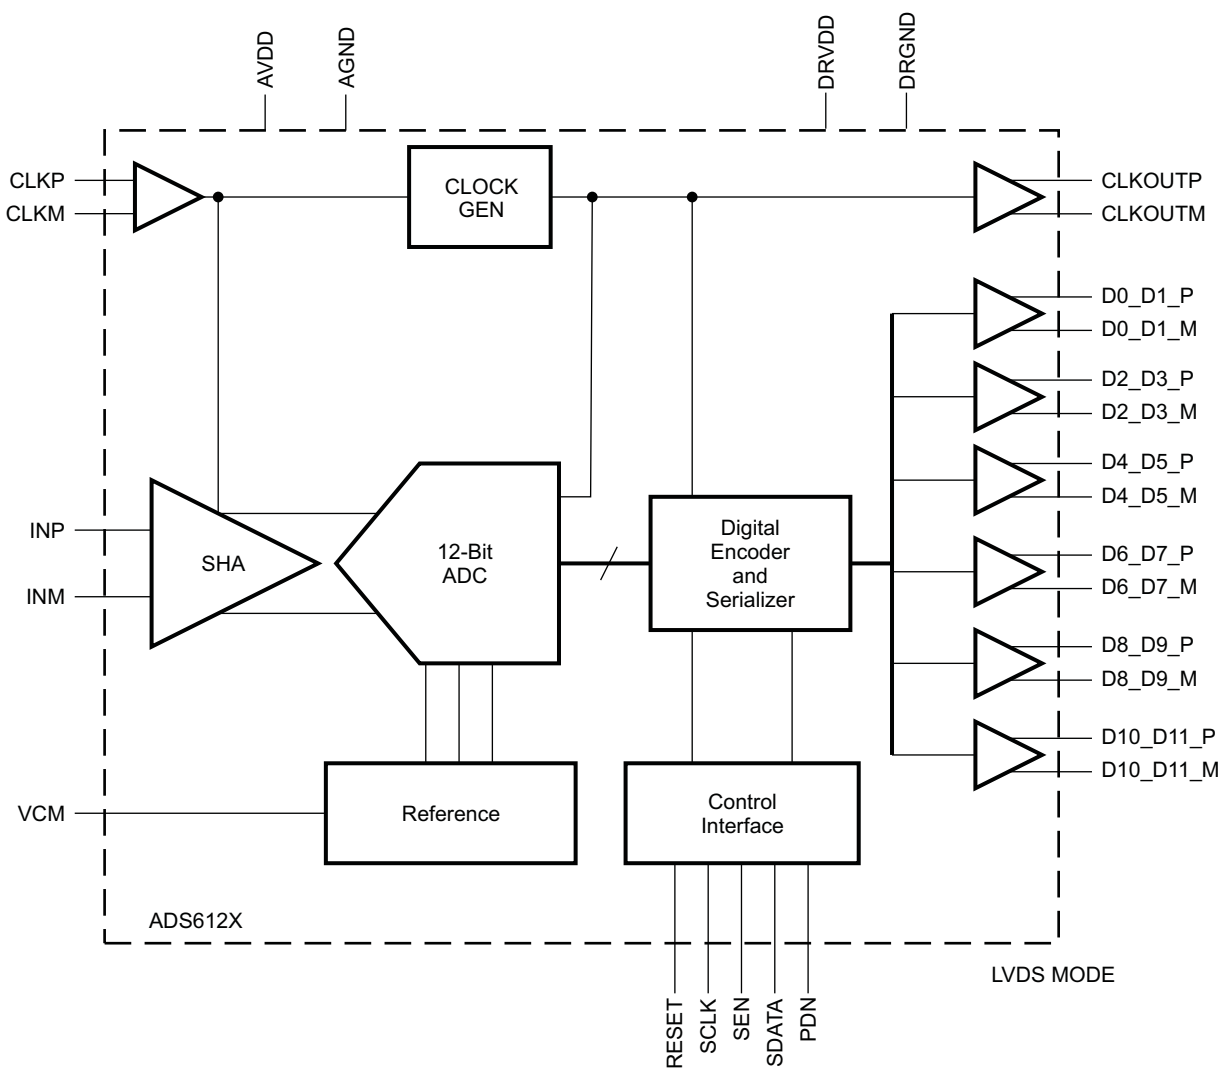 AVDD
AGND
DRVDD
DRGND
CLKP
CLKM
CLOCK
GEN
CLKOUTP
CLKOUTM
D0_D1_P
D0_D1_M
D2_D3_P
D2_D3_M
D4_D5_P
D4_D5_M
INP
INM
SHA
12-Bit
ADC
Digital
Encoder
and
Serializer
D6_D7_P
D6_D7_M
D8_D9_P
D8_D9_M
D10_D11_P
D10_D11_M
VCM
Reference
Control
Interface
ADS612X
LVDS MODE
RESET
SCLK
SEN
SDATA
PDN